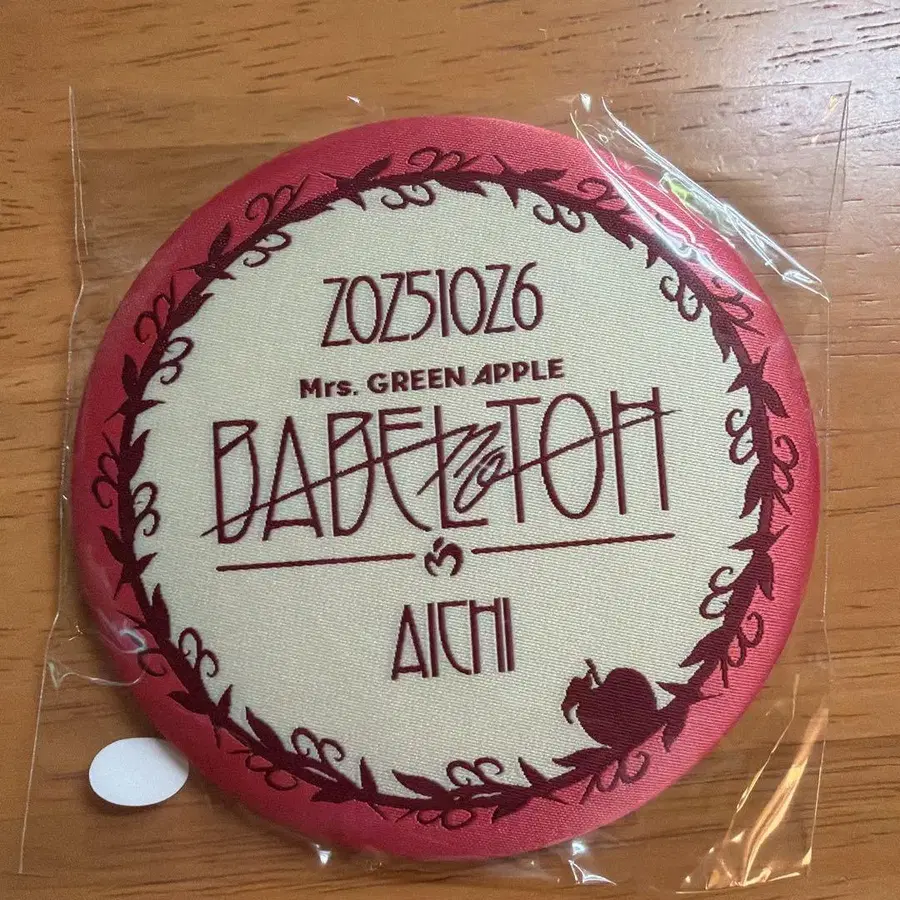 20251026
Mrs. GREEN APPLE
BABEL no TOH
AICHI